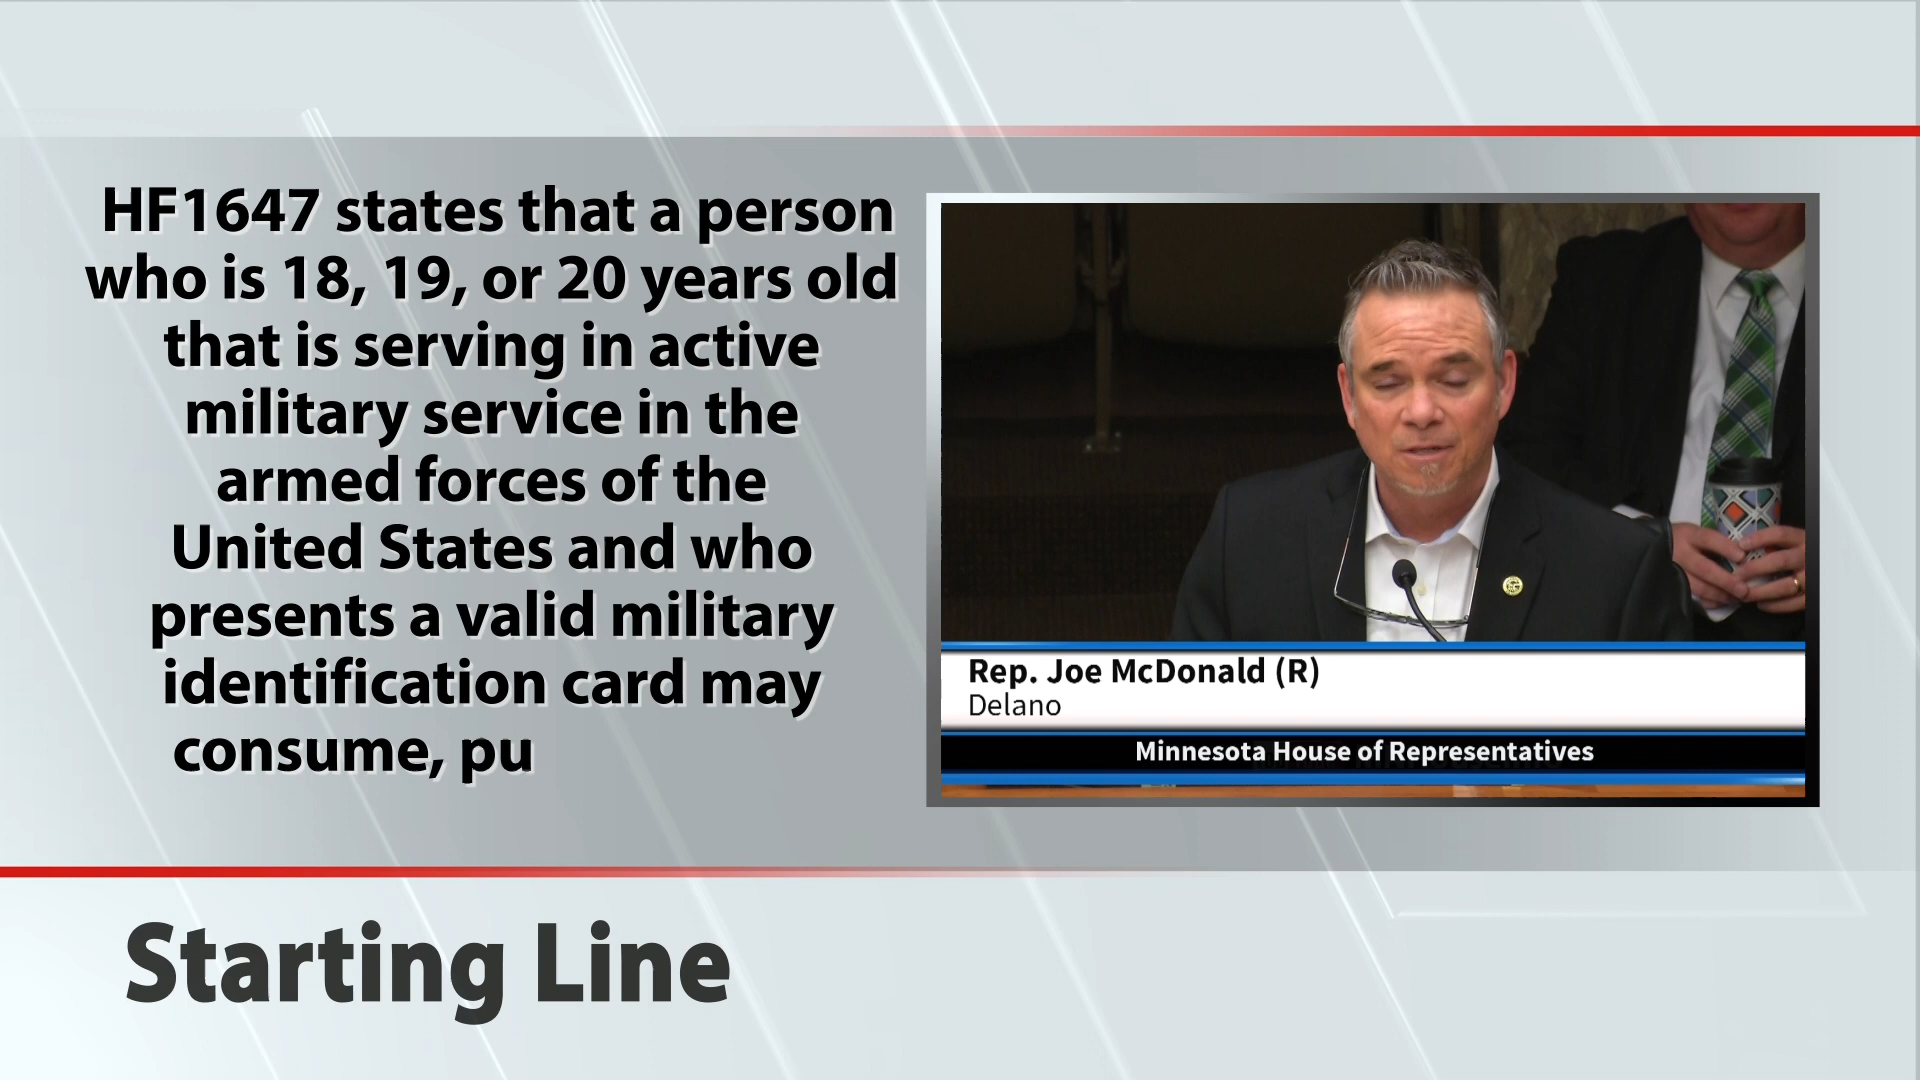 HF1647 states that a person
who is 18, 19, or 20 years old
that is serving in active
military service in the
armed forces of the
United States and who
presents a valid military
identification card may
consume, pu
Rep. Joe McDonald (R)
Delano
Minnesota House of Representatives
Starting Line